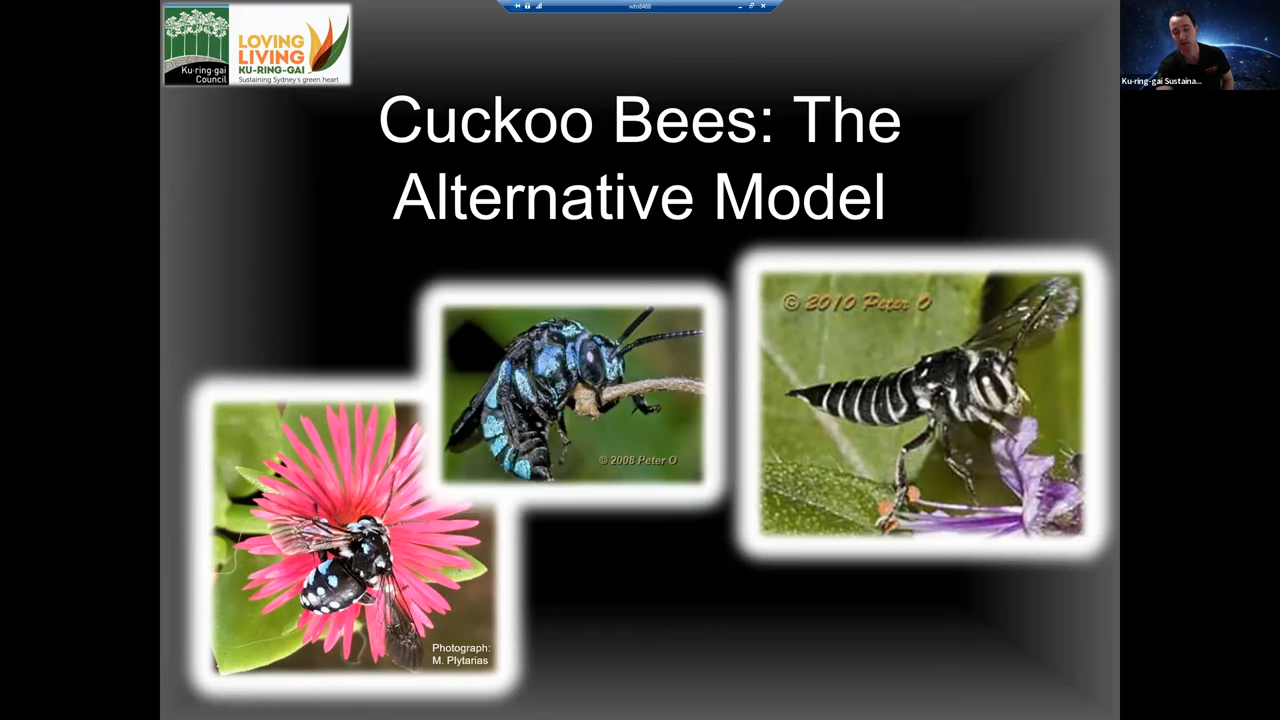 wtn8468
Ku-ring-gai
Council
LOVING
LIVING
KU-RING-GAI
Sustaining Sydney's green heart
Ku-ring-gai Sustaina...
Cuckoo Bees: The
Alternative Model
© 2010 Peter O
© 2008 Peter O
Photograph:
M. Plytarias